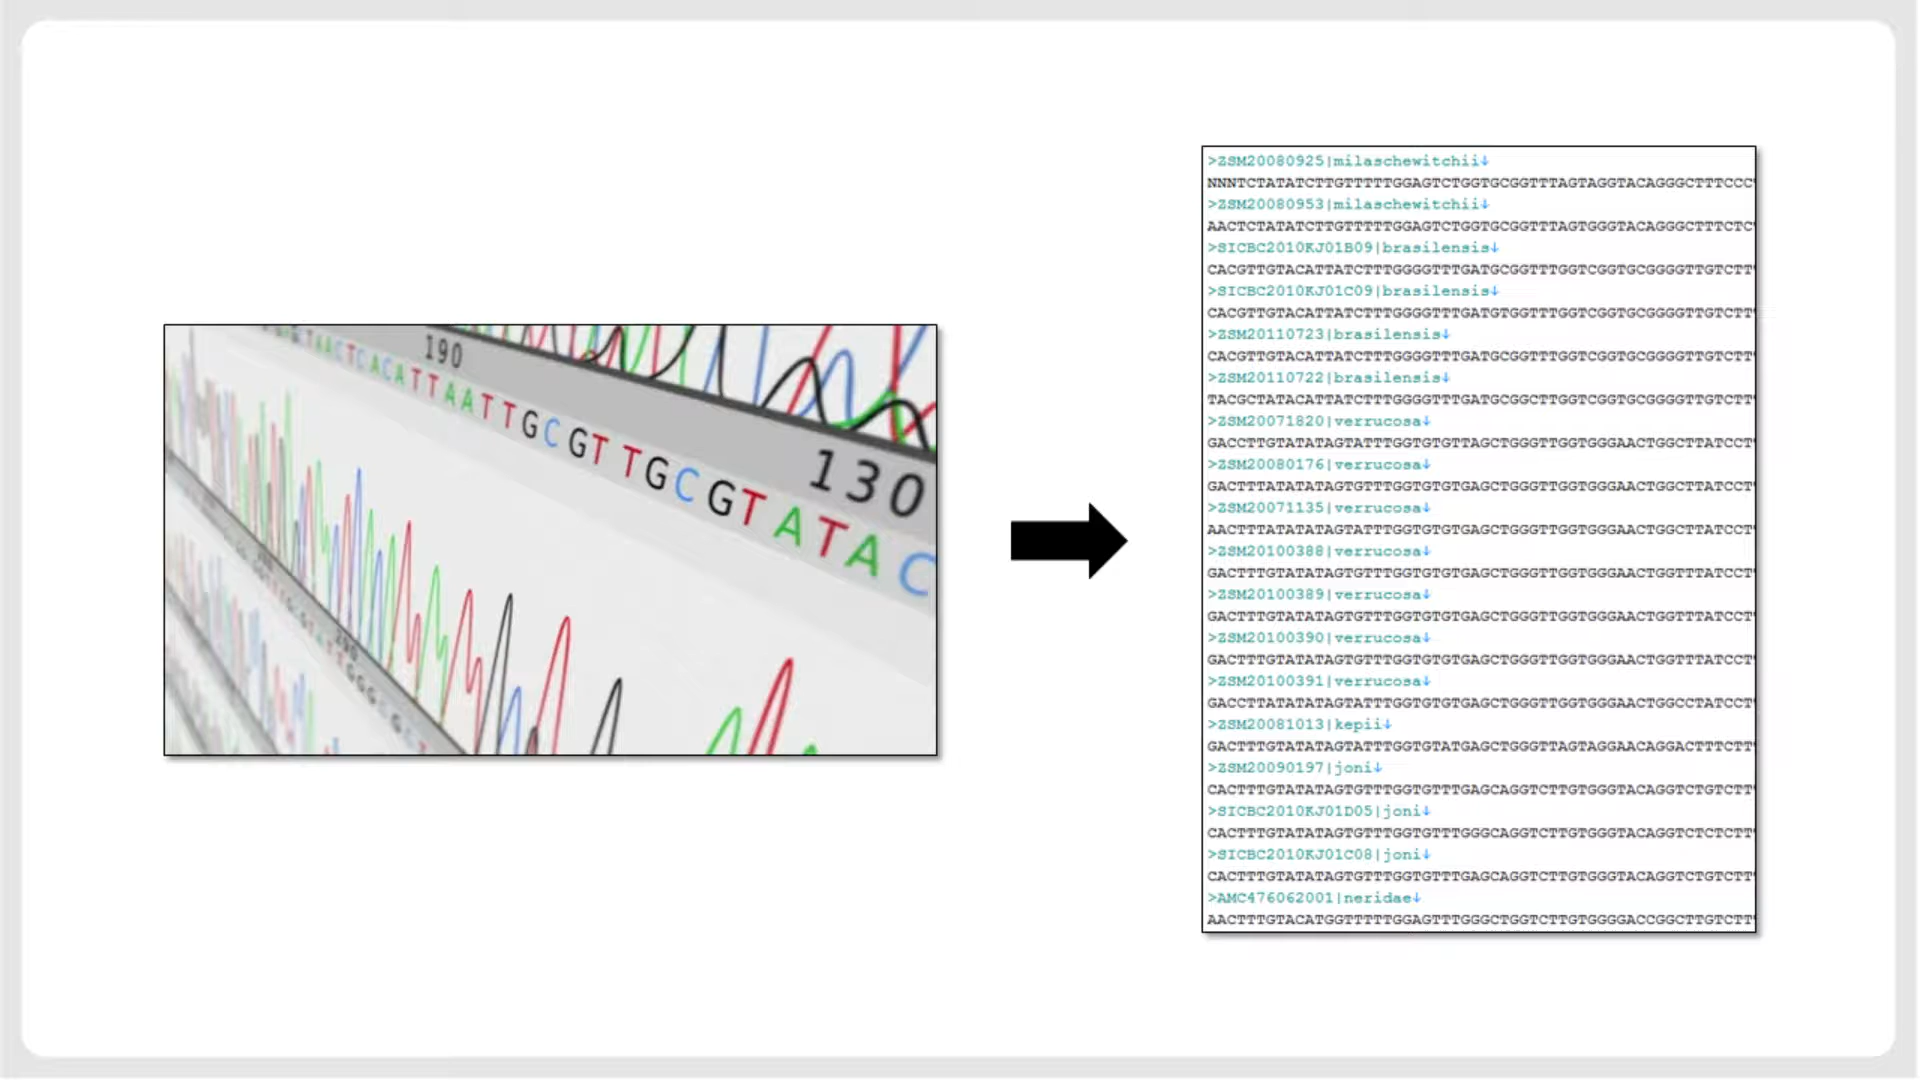 190
ACTCACATTAATTGCGTTGCGTATAC
130
>ZSM20080925|milaschewitchii↓
NNNTCTATATCTTGTTTTTGGAGTCTGGTGCGGTTTAGTAGGTACAGGGCTTTCCC
>ZSM20080953|milaschewitchii↓
AACTCTATATCTTGTTTTTGGAGTCTGGTGCGGTTTAGTGGGTACAGGGCTTTCTC
>SICBC2010KJ01B09|brasilensis↓
CACGTTGTACATTATCTTTGGGGTTTGATGCGGTTTGGTCGGTGCGGGGTTGTCTT
>SICBC2010KJ01C09|brasilensis↓
CACGTTGTACATTATCTTTGGGGTTTGATGTGGTTTGGTCGGTGCGGGGTTGTCTT
>ZSM20110723|brasilensis↓
CACGTTGTACATTATCTTTGGGGTTTGATGCGGTTTGGTCGGTGCGGGGTTGTCTT
>ZSM20110722|brasilensis↓
TACGCTATACATTATCTTTGGGGTTTGATGCGGCTTGGTCGGTGCGGGGTTGTCTT
>ZSM20071820|verrucosa↓
GACCTTGTATATAGTATTTGGTGTGTTAGCTGGGTTGGTGGGAACTGGCTTATCCT
>ZSM20080176|verrucosa↓
GACTTTATATATAGTGTTTGGTGTGTGAGCTGGGTTGGTGGGAACTGGCTTATCCT
>ZSM20071135|verrucosa↓
AACTTTATATATAGTATTTGGTGTGTGAGCTGGGTTGGTGGGAACTGGCTTATCCT
>ZSM20100388|verrucosa↓
GACTTTGTATATAGTGTTTGGTGTGTGAGCTGGGTTGGTGGGAACTGGTTTATCCT
>ZSM20100389|verrucosa↓
GACTTTGTATATAGTGTTTGGTGTGTGAGCTGGGTTGGTGGGAACTGGTTTATCCT
>ZSM20100390|verrucosa↓
GACTTTGTATATAGTGTTTGGTGTGTGAGCTGGGTTGGTGGGAACTGGTTTATCCT
>ZSM20100391|verrucosa↓
GACCTTATATATAGTATTTGGTGTGTGAGCTGGGTTGGTGGGAACTGGCCTATCCT
>ZSM20081013|kepii↓
GACTTTGTATATAGTATTTGGTGTATGAGCTGGGTTAGTAGGAACAGGACTTTCTT
>ZSM20090197|joni↓
CACTTTGTATATAGTGTTTGGTGTTTGAGCAGGTCTTGTGGGTACAGGTCTGTCTT
>SICBC2010KJ01D05|joni↓
CACTTTGTATATAGTGTTTGGTGTTTGGGCAGGTCTTGTGGGTACAGGTCTCTCTT
>SICBC2010KJ01C08|joni↓
CACTTTGTATATAGTGTTTGGTGTTTGAGCAGGTCTTGTGGGTACAGGTCTGTCTT
>AMC476062001|neridae↓
AACTTTGTACATGGTTTTTGGAGTTTGGGCTGGTCTTGTGGGGACCGGCTTGTCTT